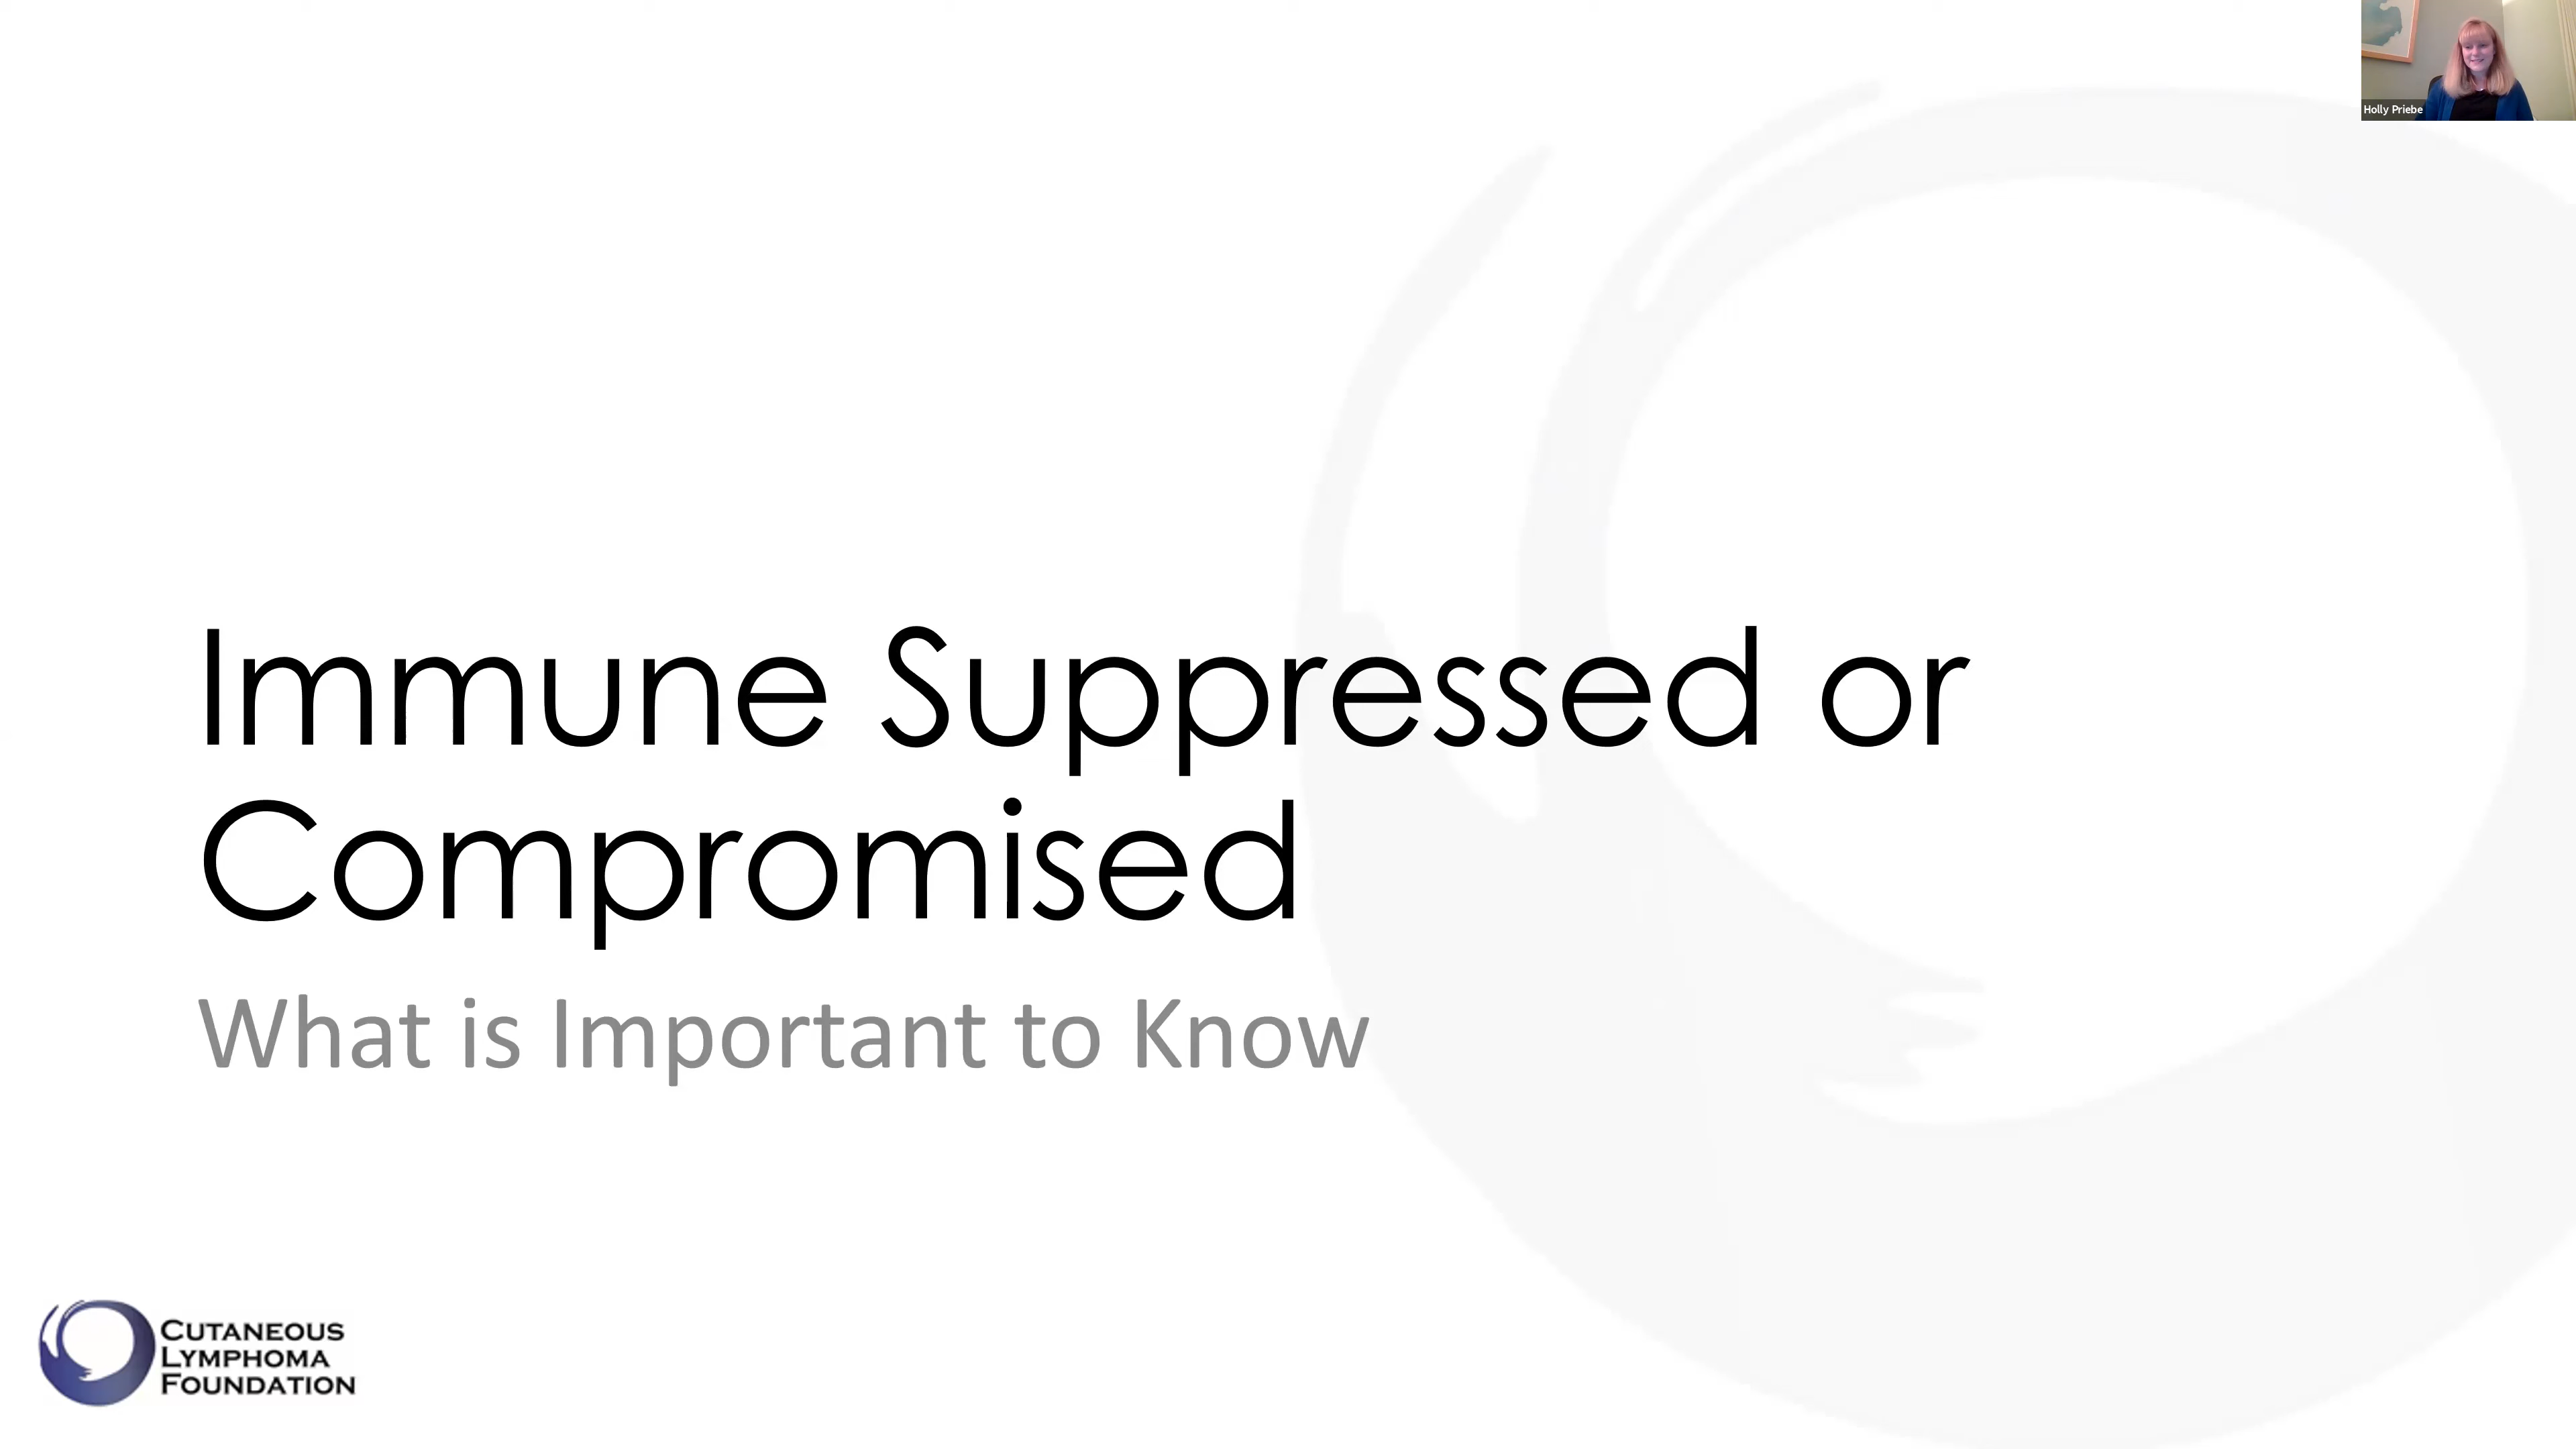 Holly Priebe
Immune Suppressed or
Compromised
What is Important to Know
CUTANEOUS
LYMPHOMA
FOUNDATION